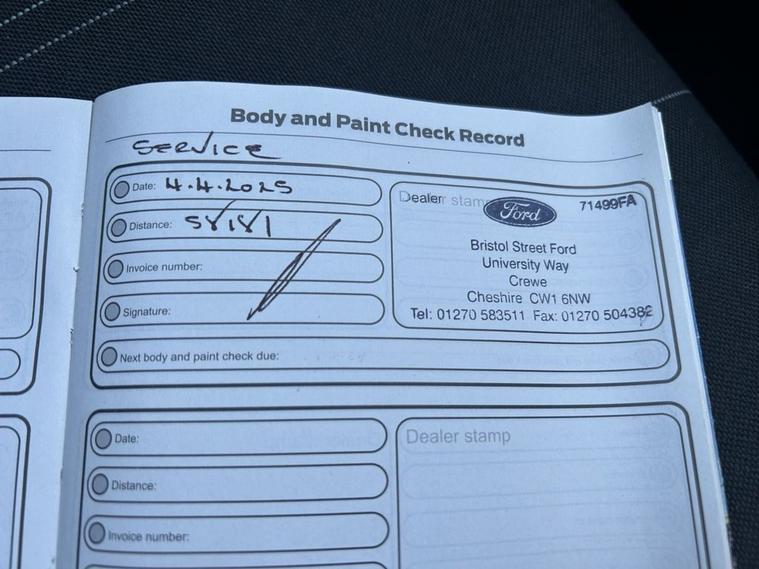 Body and Paint Check Record
SERVICE
Date: 4.4.2025
Distance: 58181
Invoice number:
Signature:
Dealer stamp
Ford
71499FA
Bristol Street Ford
University Way
Crewe
Cheshire CW1 6NW
Tel: 01270 583511 Fax: 01270 504382
Next body and paint check due:
Date:
Distance:
Invoice number:
Dealer stamp